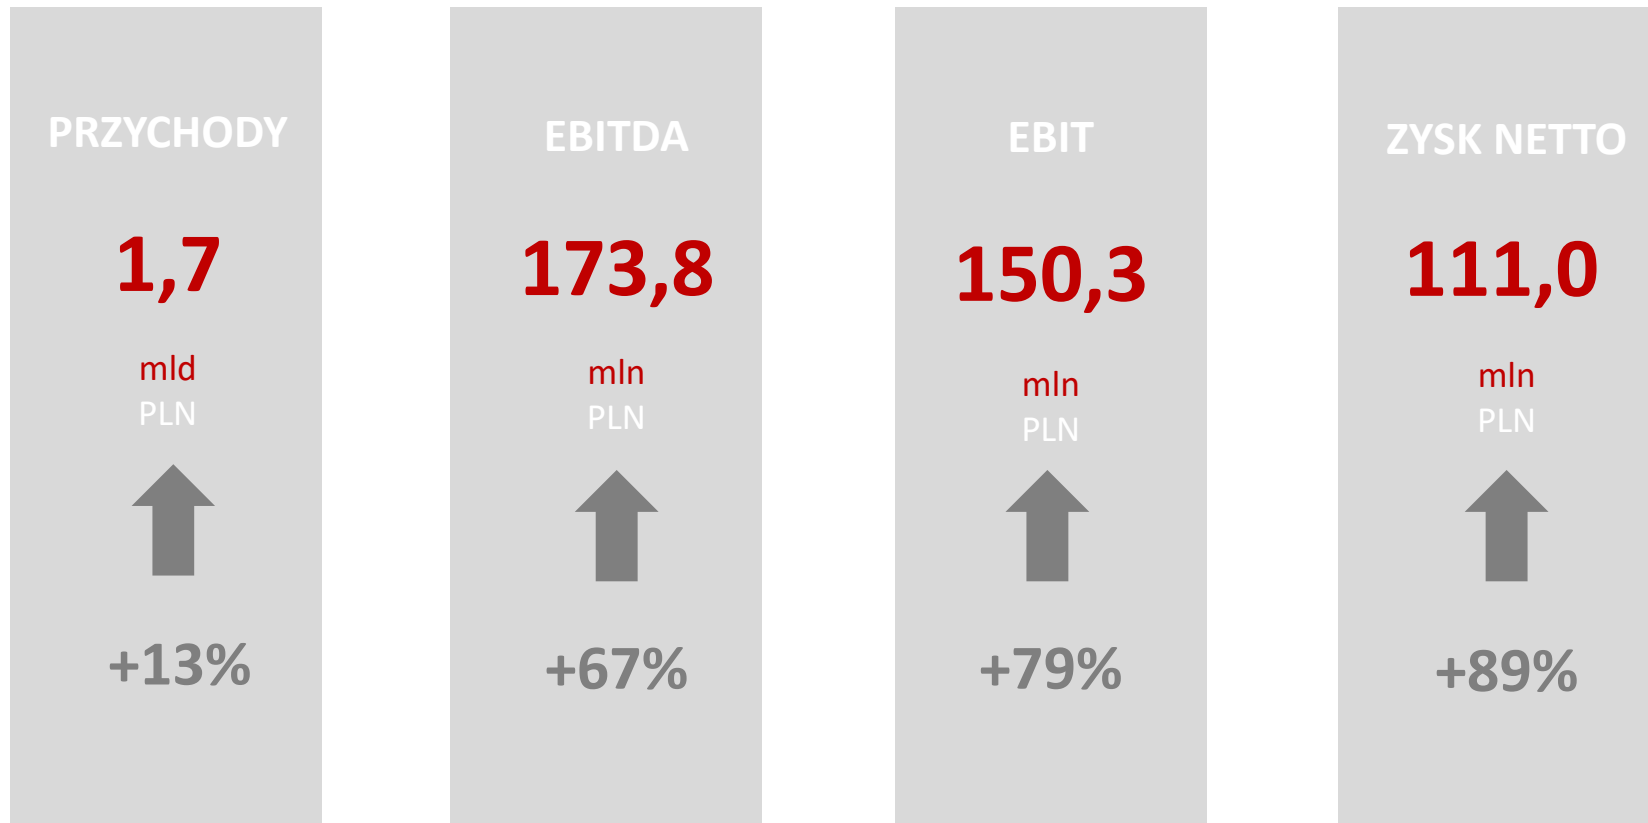 PRZYCHODY
1,7
mld
PLN
+13%
EBITDA
173,8
mln
PLN
+67%
EBIT
150,3
mln
PLN
+79%
ZYSK NETTO
111,0
mln
PLN
+89%